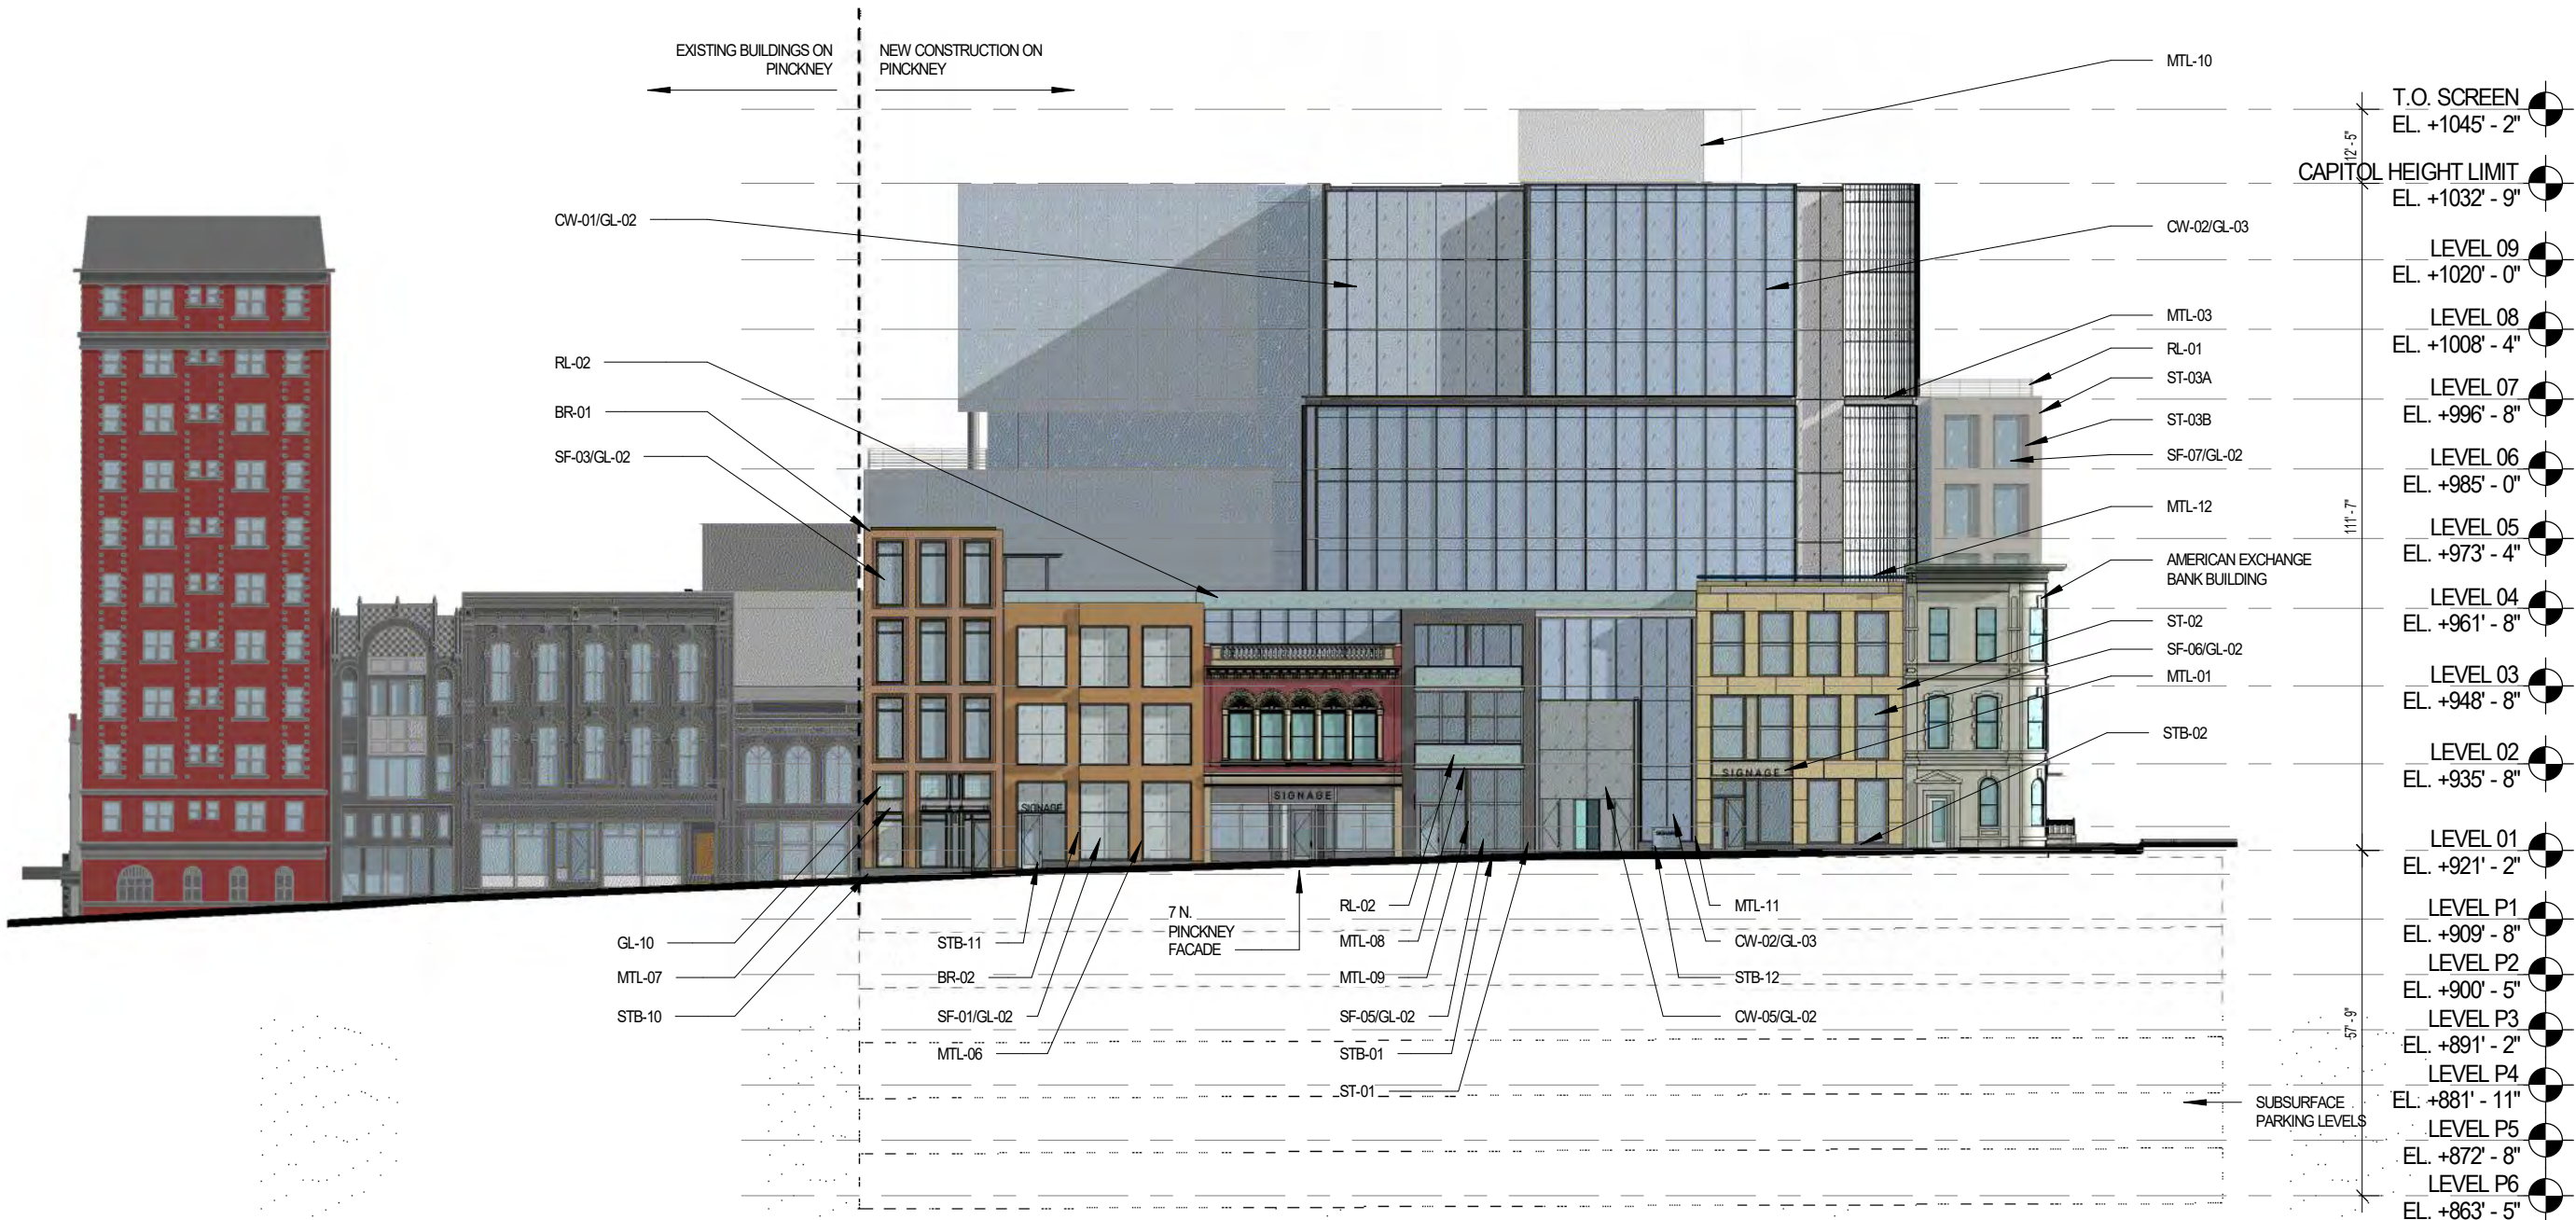 EXISTING BUILDINGS ON
PINCKNEY
NEW CONSTRUCTION ON
PINCKNEY
CW-01/GL-02
RL-02
BR-01
SF-03/GL-02
MTL-10
CW-02/GL-03
MTL-03
RL-01
ST-03A
ST-03B
SF-07/GL-02
MTL-12
AMERICAN EXCHANGE
BANK BUILDING
ST-02
SF-06/GL-02
MTL-01
STB-02
SIGNAGE
SIGNAGE
SIGNAGE
SIGNAGE
GL-10
MTL-07
STB-10
STB-11
BR-02
SF-01/GL-02
MTL-06
7 N.
PINCKNEY
FACADE
RL-02
MTL-08
MTL-09
SF-05/GL-02
STB-01
ST-01
MTL-11
CW-02/GL-03
STB-12
CW-05/GL-02
SUBSURFACE
PARKING LEVELS
12' - 5"
111' - 7"
57' - 9"
T.O. SCREEN
EL. +1045' - 2"
CAPITOL HEIGHT LIMIT
EL. +1032' - 9"
LEVEL 09
EL. +1020' - 0"
LEVEL 08
EL. +1008' - 4"
LEVEL 07
EL. +996' - 8"
LEVEL 06
EL. +985' - 0"
LEVEL 05
EL. +973' - 4"
LEVEL 04
EL. +961' - 8"
LEVEL 03
EL. +948' - 8"
LEVEL 02
EL. +935' - 8"
LEVEL 01
EL. +921' - 2"
LEVEL P1
EL. +909' - 8"
LEVEL P2
EL. +900' - 5"
LEVEL P3
EL. +891' - 2"
LEVEL P4
EL. +881' - 11"
LEVEL P5
EL. +872' - 8"
LEVEL P6
EL. +863' - 5"